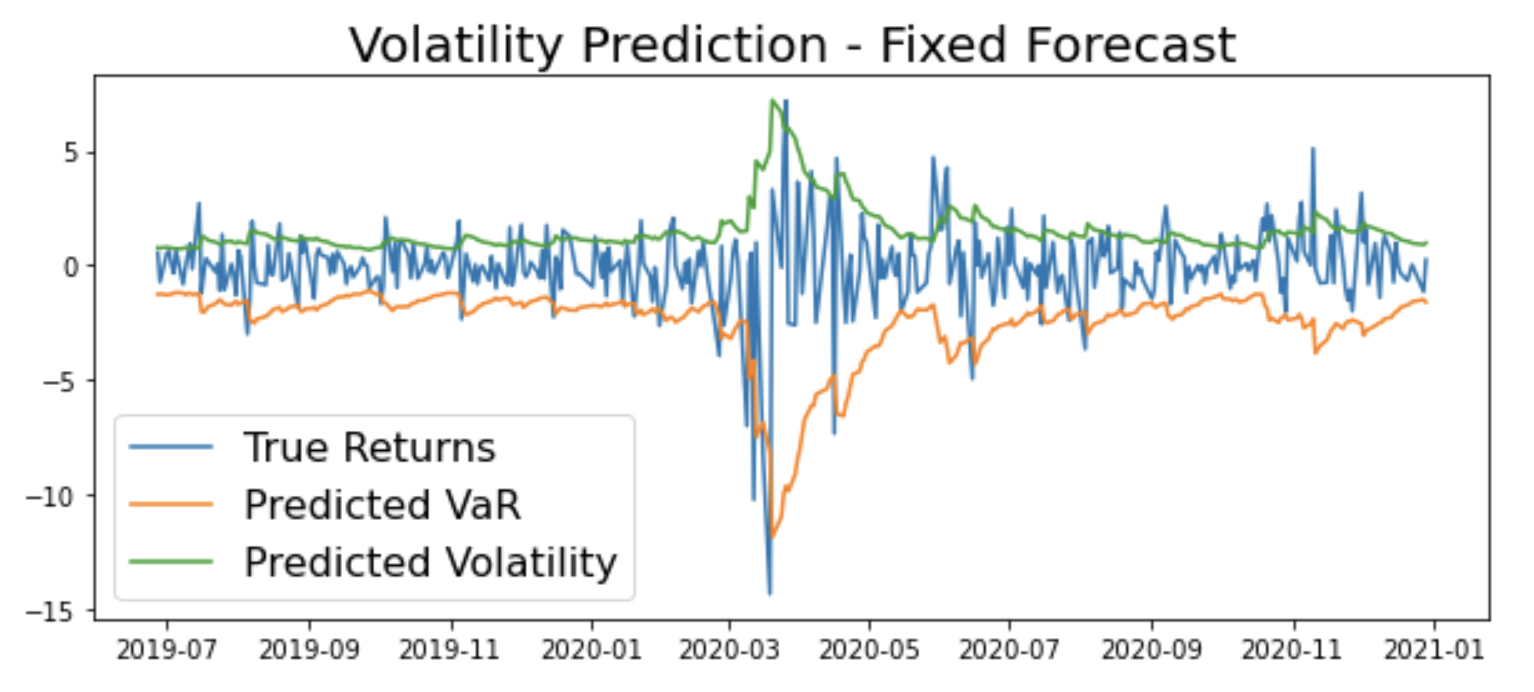 Volatility Prediction - Fixed Forecast
5
0
−5
−10
−15
True Returns
Predicted VaR
Predicted Volatility
2019-07 2019-09 2019-11 2020-01 2020-03 2020-05 2020-07 2020-09 2020-11 2021-01